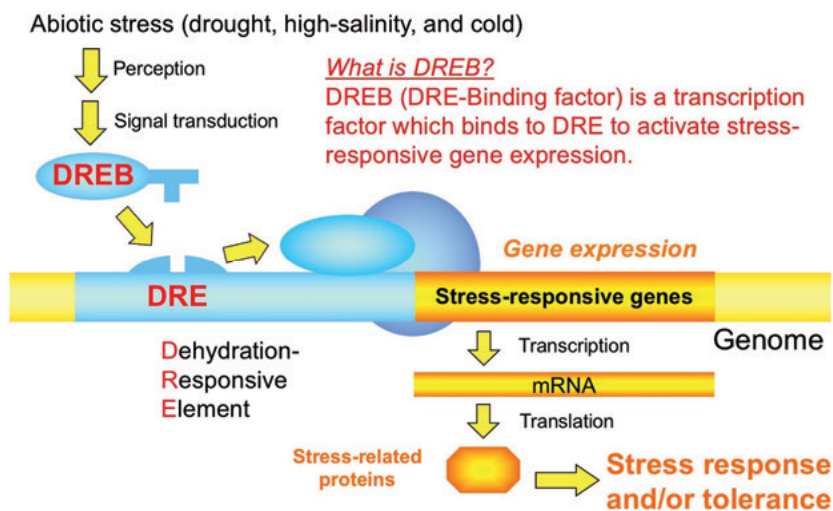 Abiotic stress (drought, high-salinity, and cold)
Perception
Signal transduction
What is DREB?
DREB (DRE-Binding factor) is a transcription
factor which binds to DRE to activate stress-
responsive gene expression.
DREB
Gene expression
DRE
Stress-responsive genes
Genome
Dehydration-
Responsive
Element
Transcription
mRNA
Translation
Stress-related
proteins
Stress response
and/or tolerance